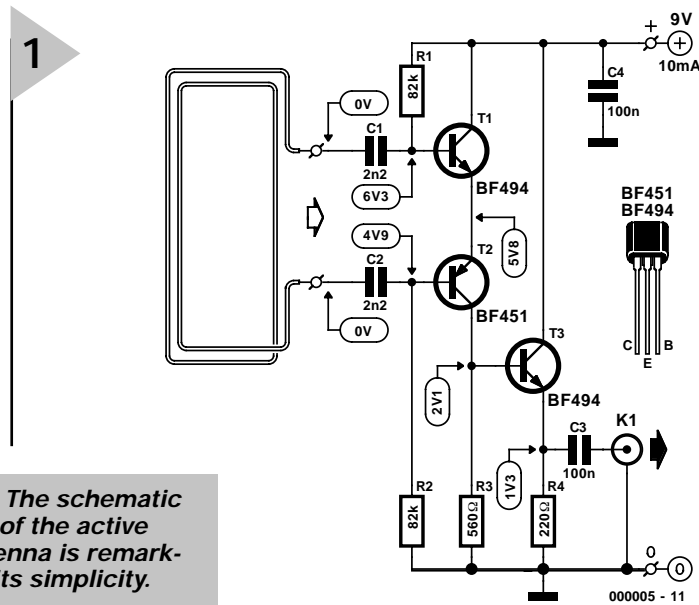 1
+
9V
10mA
R1
82k
C4
100n
0V
C1
2n2
T1
BF494
6V3
BF451
BF494
4V9
5V8
C2
2n2
T2
BF451
0V
T3
BF494
C E B
2V1
C3
100n
K1
1V3
R2
82k
R3
560Ω
R4
220Ω
0
0
000005 - 11
The schematic
of the active
enna is remark-
its simplicity.